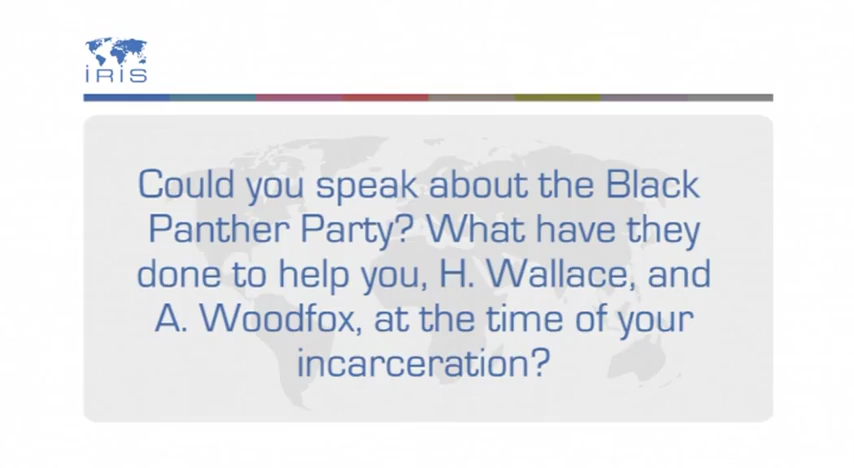 iRiS
Could you speak about the Black
Panther Party? What have they
done to help you, H. Wallace, and
A. Woodfox, at the time of your
incarceration?